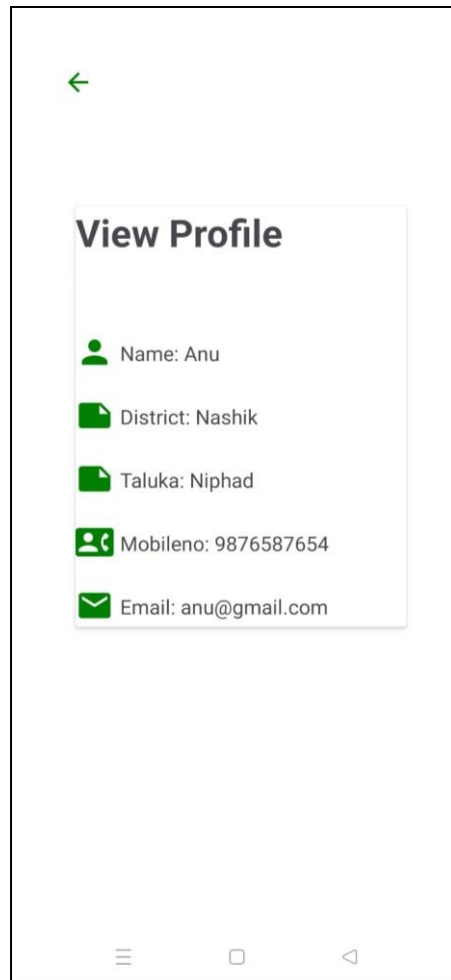 View Profile
Name: Anu
District: Nashik
Taluka: Niphad
Mobileno: 9876587654
Email: anu@gmail.com